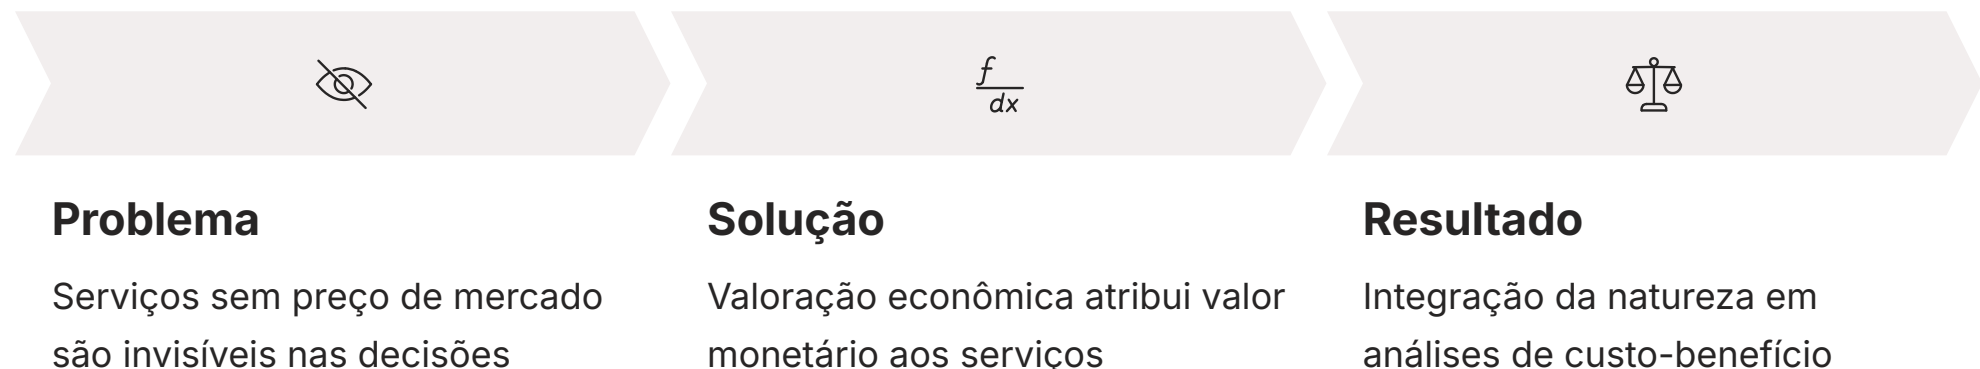 f
dx
Problema
Serviços sem preço de mercado
são invisíveis nas decisões
Solução
Valoração econômica atribui valor
monetário aos serviços
Resultado
Integração da natureza em
análises de custo-benefício